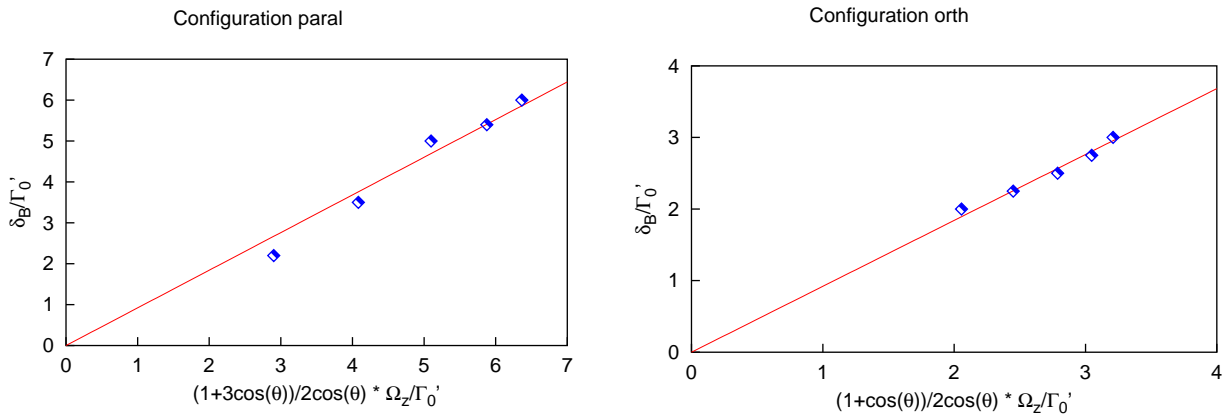 Configuration paral
7
6
5
4
3
2
1
0
δB/Γ0'
0 1 2 3 4 5 6 7
(1+3cos(θ))/2cos(θ) * Ωz/Γ0'
Configuration orth
4
3
2
1
0
δB/Γ0'
0 1 2 3 4
(1+cos(θ))/2cos(θ) * Ωz/Γ0'